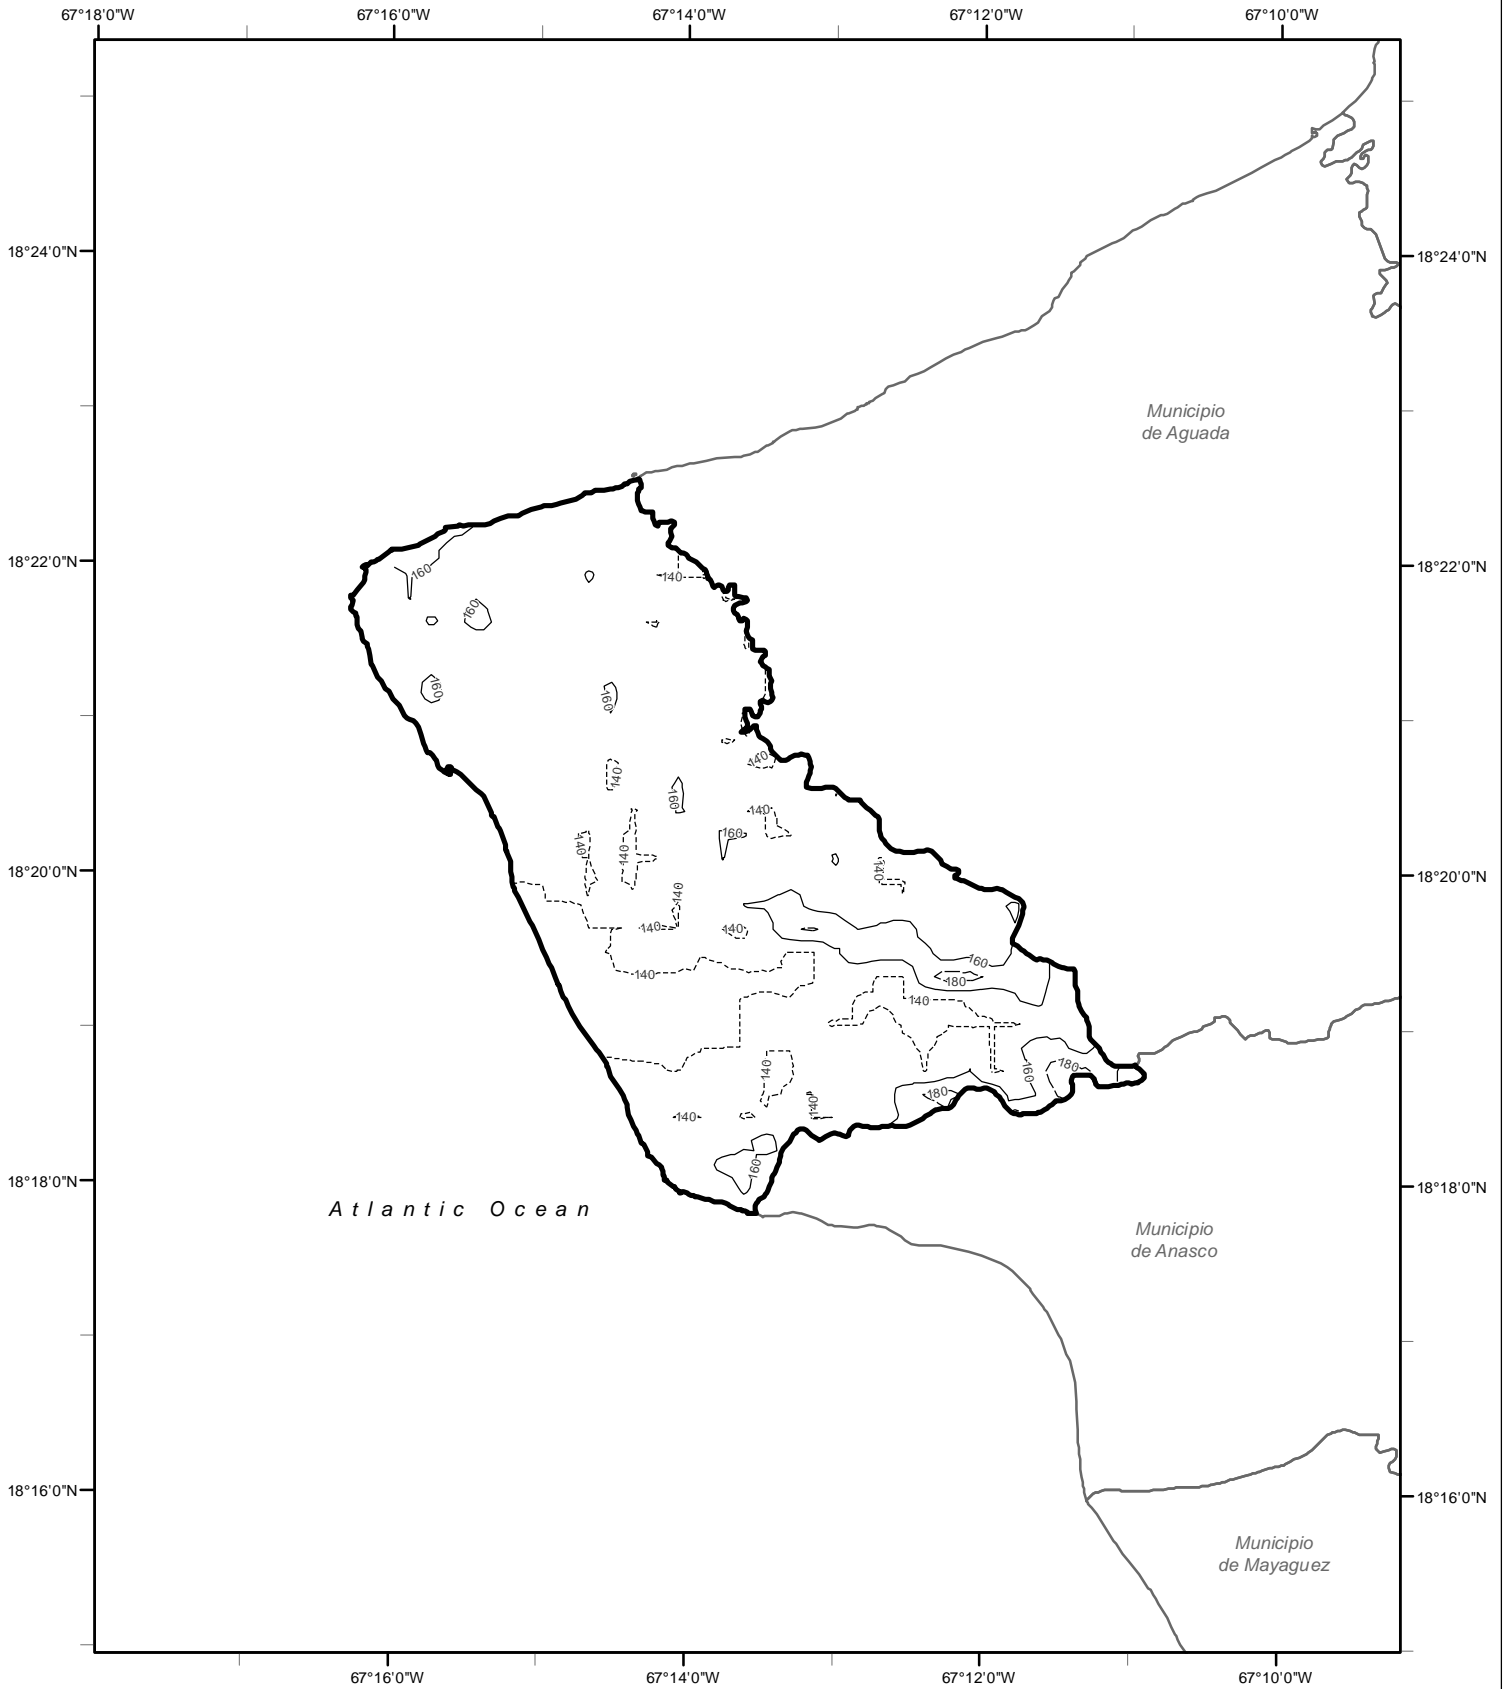 67°18'0"W 67°16'0"W 67°14'0"W 67°12'0"W 67°10'0"W
18°24'0"N 18°24'0"N
Municipio
de Aguada
18°22'0"N 18°22'0"N
160
140
160
160
160
140
140
160
140
160
140
140
140
18°20'0"N 18°20'0"N
140
140
140
160
140
180
140
180
160
140
180
140
140
160
18°18'0"N 18°18'0"N
Atlantic Ocean
Municipio
de Anasco
18°16'0"N 18°16'0"N
Municipio
de Mayaguez
67°16'0"W 67°14'0"W 67°12'0"W 67°10'0"W